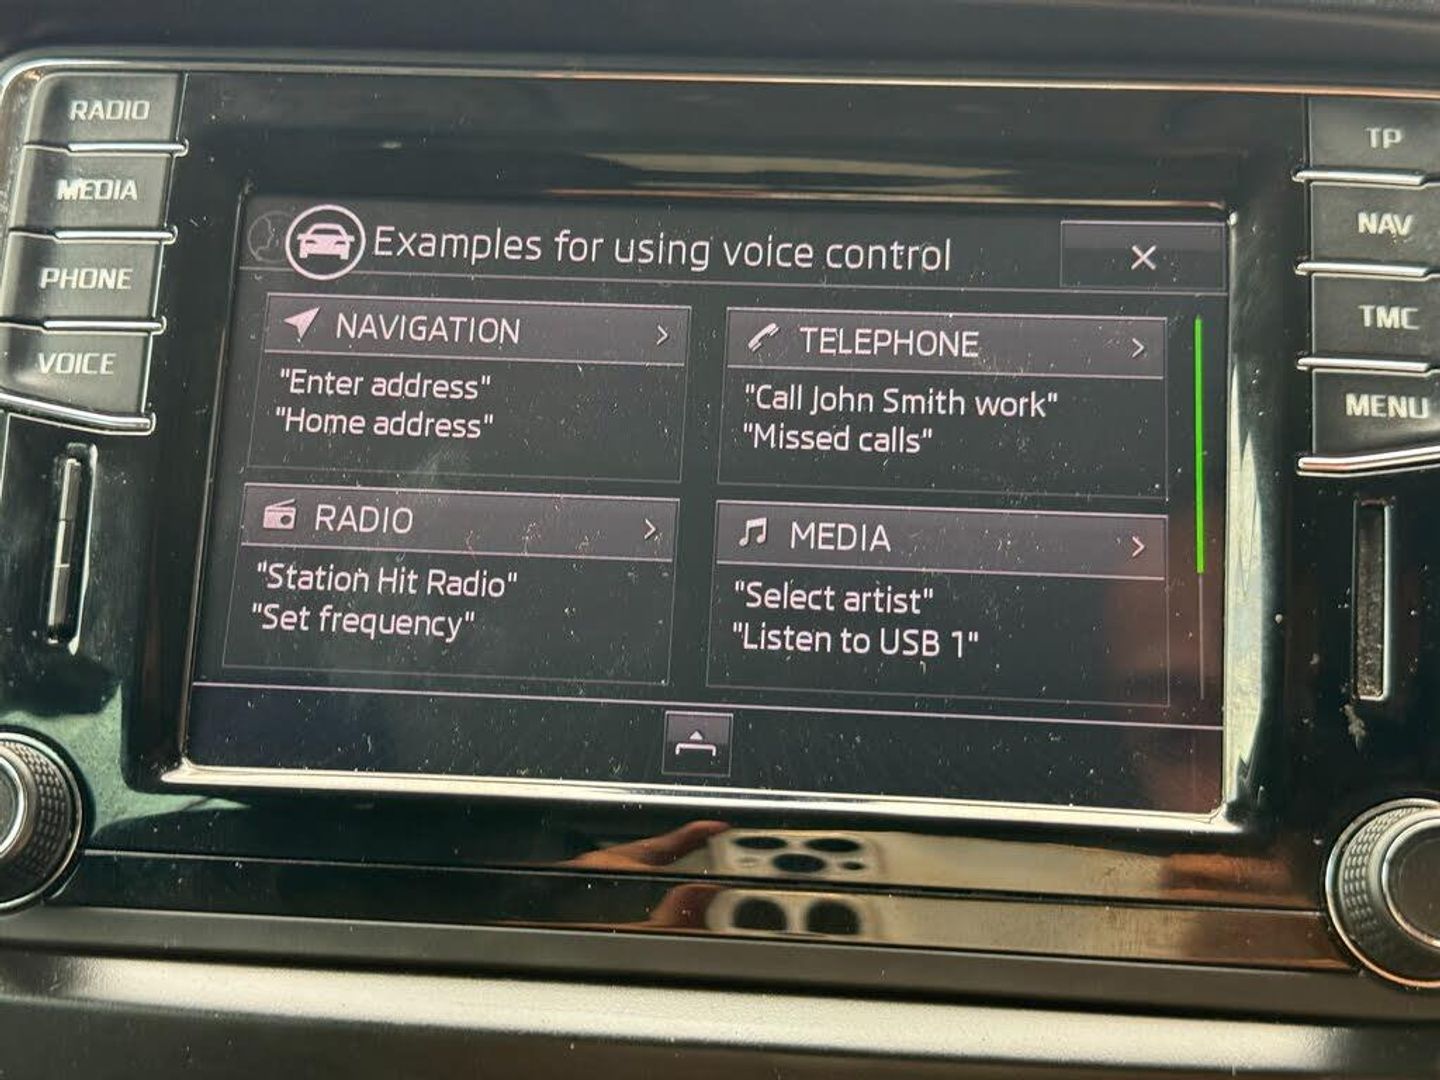 RADIO
MEDIA
PHONE
VOICE
Examples for using voice control
NAVIGATION
"Enter address"
"Home address"
TELEPHONE
"Call John Smith work"
"Missed calls"
RADIO
"Station Hit Radio"
"Set frequency"
MEDIA
"Select artist"
"Listen to USB 1"
TP
NAV
TMC
MENU